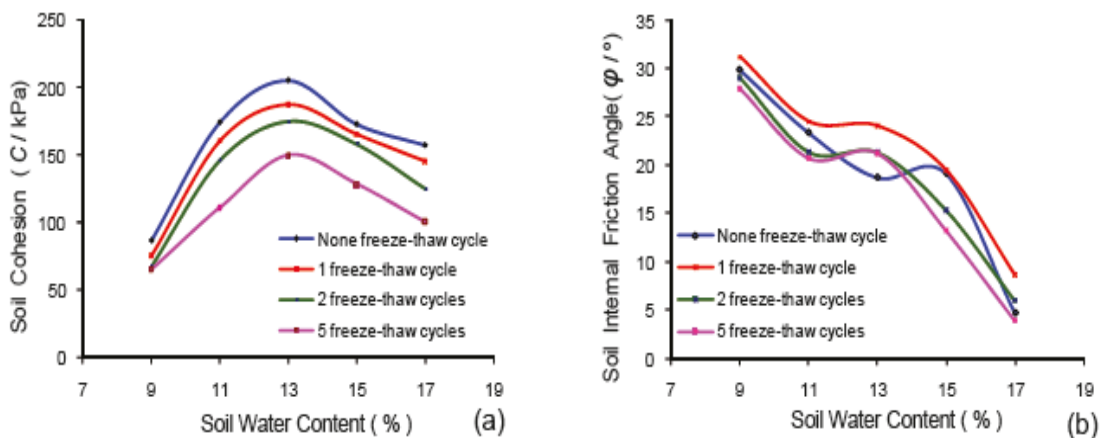 Soil Cohesion ( C / kPa)
250
200
150
100
50
0
7 9 11 13 15 17 19
Soil Water Content ( % )
None freeze-thaw cycle
1 freeze-thaw cycle
2 freeze-thaw cycles
5 freeze-thaw cycles
(a)
Soil Internal Friction Angle( φ / °)
35
30
25
20
15
10
5
0
7 9 11 13 15 17 19
Soil Water Content ( % )
None freeze-thaw cycle
1 freeze-thaw cycle
2 freeze-thaw cycles
5 freeze-thaw cycles
(b)